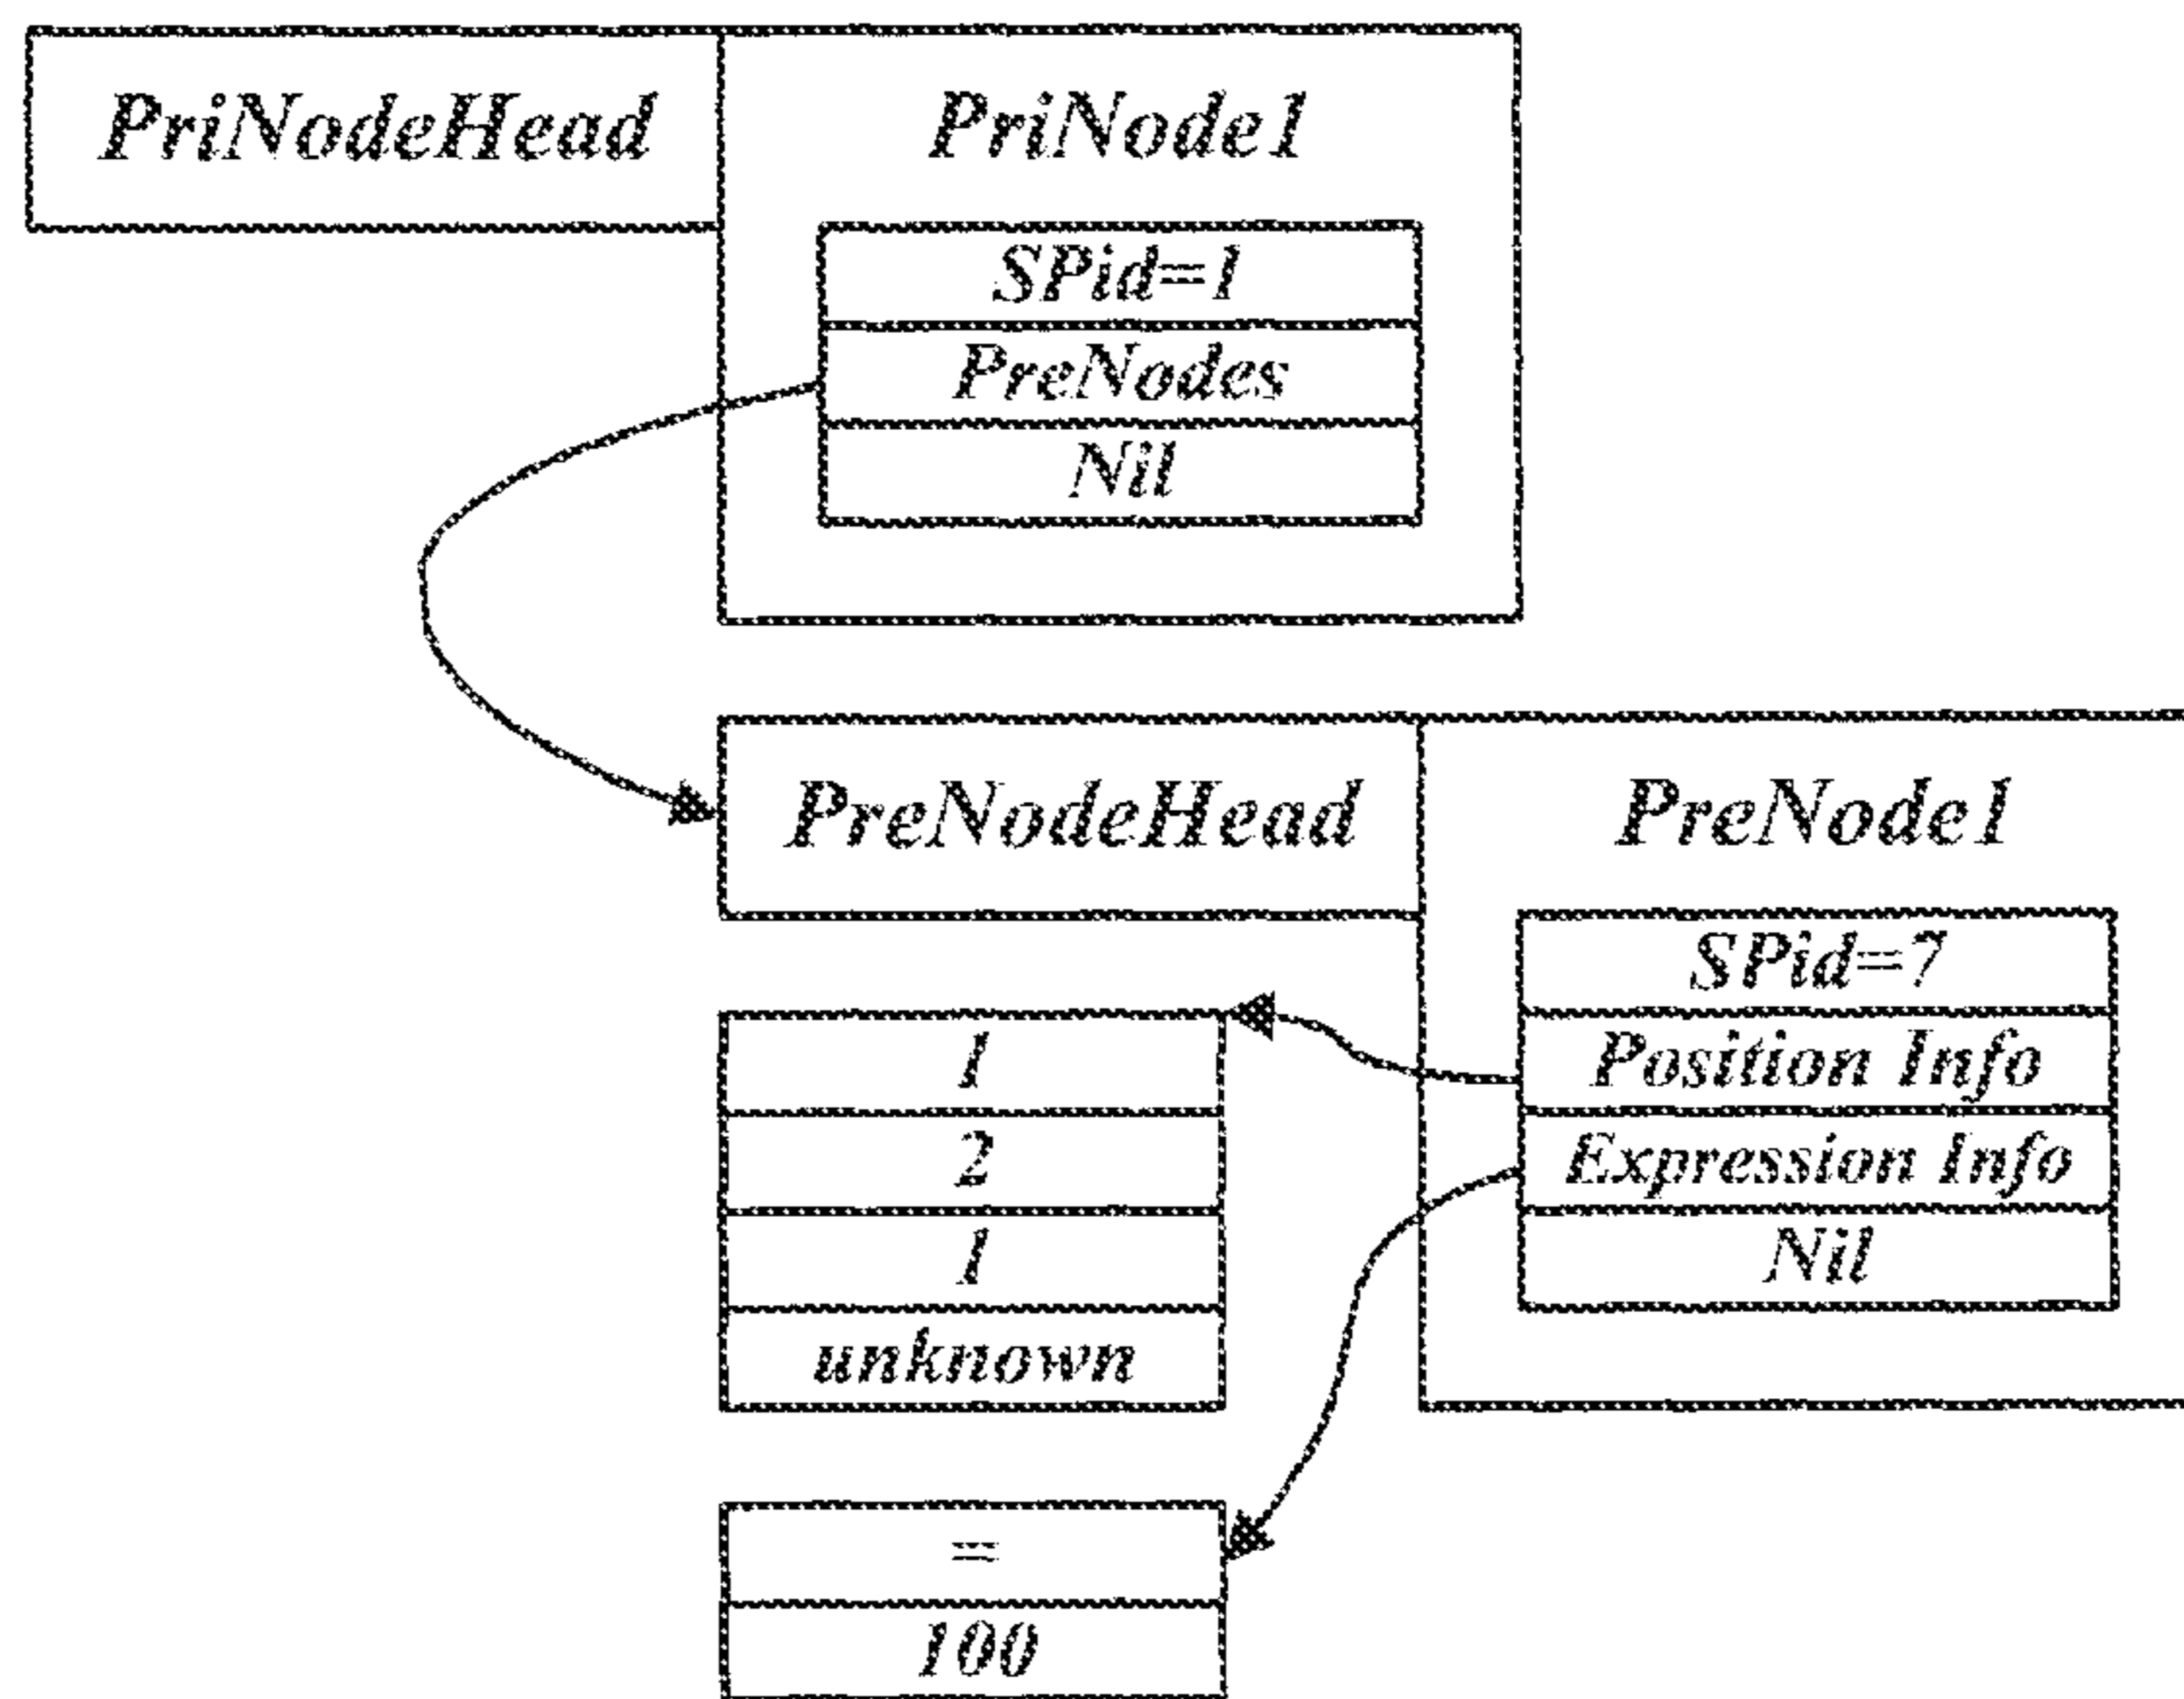 PriNodeHead
PriNode1
SPid=1
PreNodes
Nil
PreNodeHead
PreNode1
SPid=7
Position Info
Expression Info
Nil
1
2
1
unknown
=
100